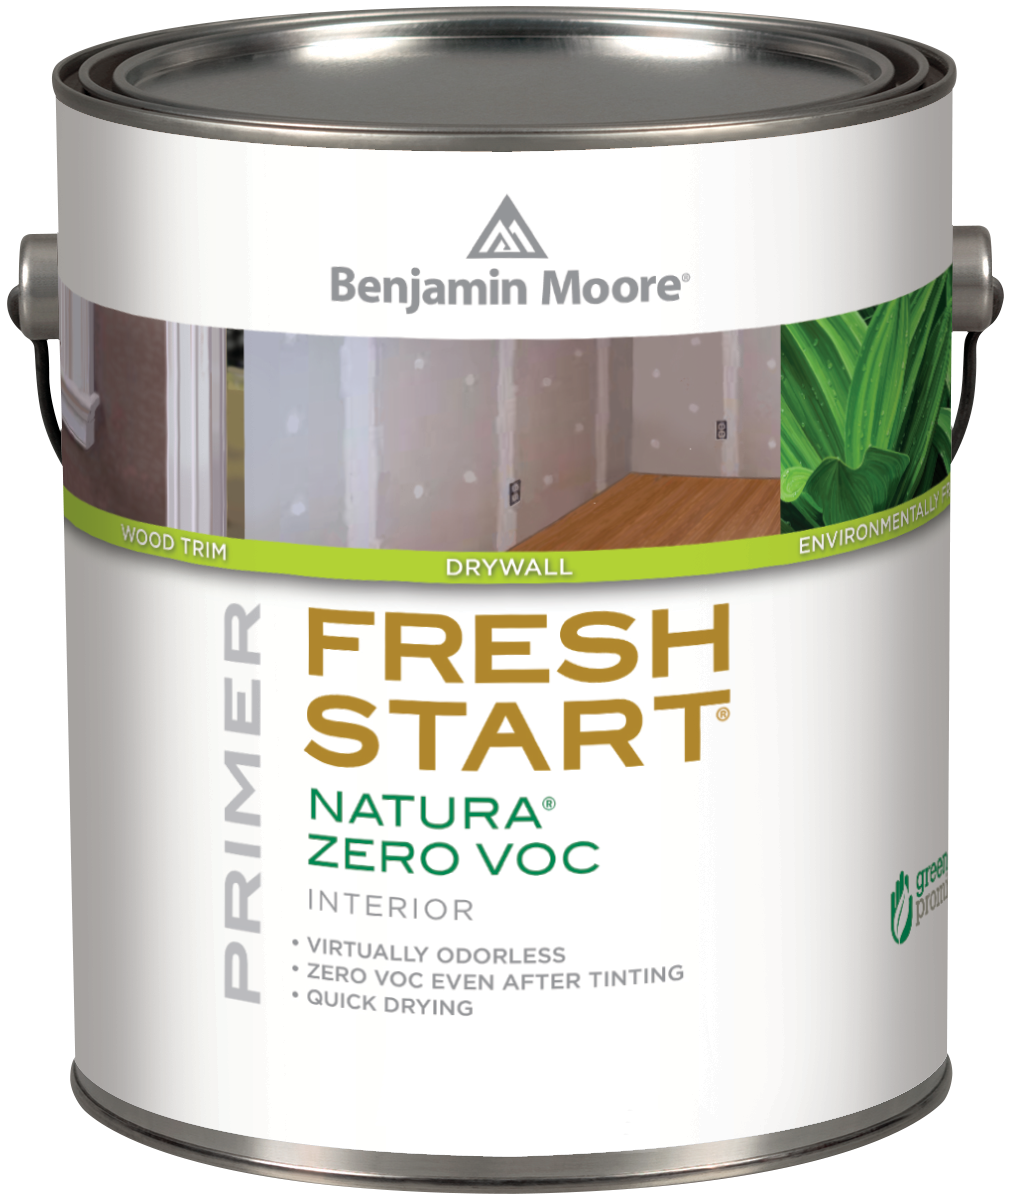 Benjamin Moore®
WOOD TRIM
DRYWALL
ENVIRONMENTALLY
PRIMER
FRESH
START®
NATURA®
ZERO VOC
INTERIOR
• VIRTUALLY ODORLESS
• ZERO VOC EVEN AFTER TINTING
• QUICK DRYING
green